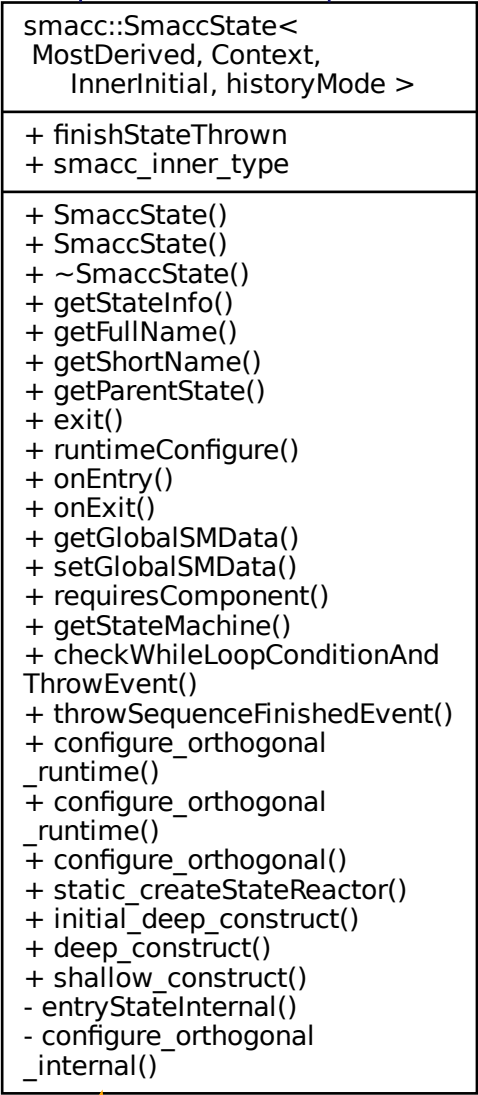 smacc::SmaccState<
MostDerived, Context,
InnerInitial, historyMode >
+ finishStateThrown
+ smacc_inner_type
+ SmaccState()
+ SmaccState()
+ ~SmaccState()
+ getStateInfo()
+ getFullName()
+ getShortName()
+ getParentState()
+ exit()
+ runtimeConfigure()
+ onEntry()
+ onExit()
+ getGlobalSMData()
+ setGlobalSMData()
+ requiresComponent()
+ getStateMachine()
+ checkWhileLoopConditionAnd
ThrowEvent()
+ throwSequenceFinishedEvent()
+ configure_orthogonal
_runtime()
+ configure_orthogonal
_runtime()
+ configure_orthogonal()
+ static_createStateReactor()
+ initial_deep_construct()
+ deep_construct()
+ shallow_construct()
- entryStateInternal()
- configure_orthogonal
_internal()